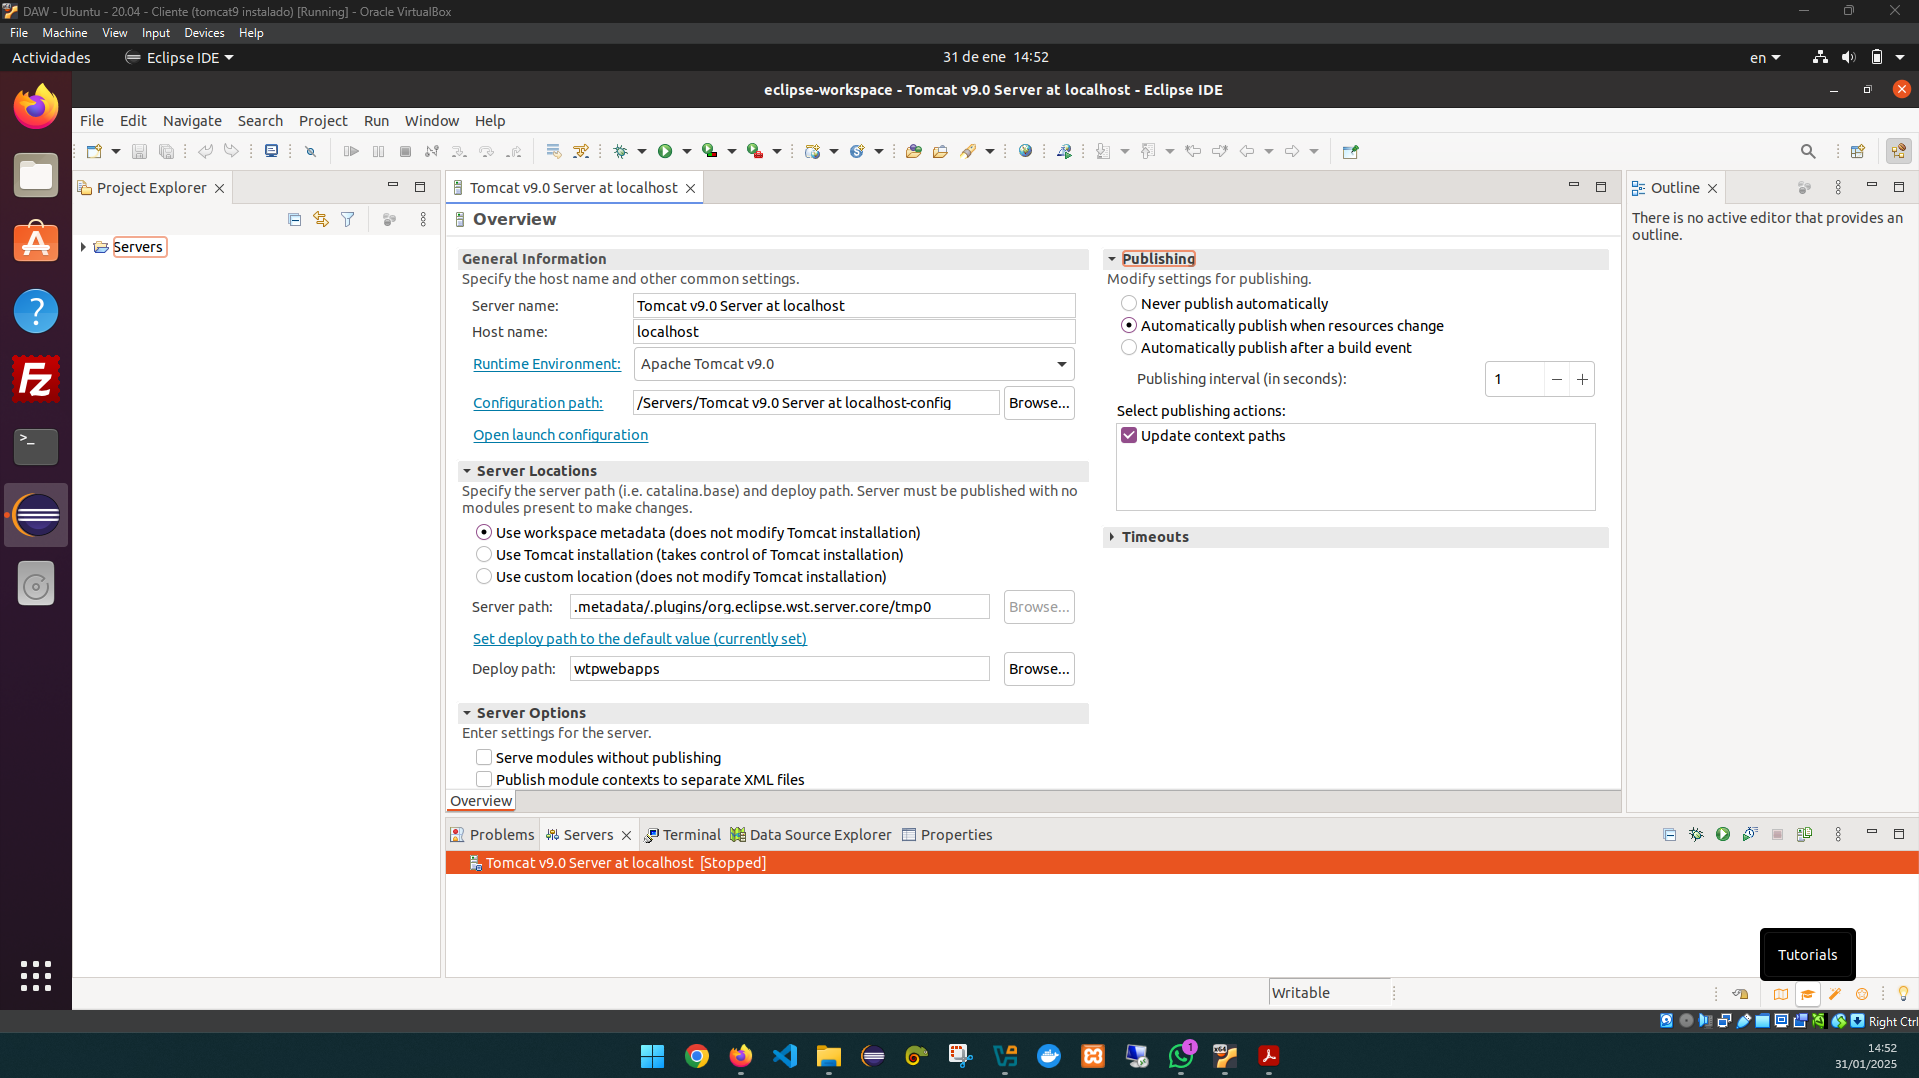 DAW - Ubuntu - 20.04 - Cliente (tomcat9 instalado) [Running] - Oracle VirtualBox
File Machine View Input Devices Help
Actividades Eclipse IDE 31 de ene 14:52 en
eclipse-workspace - Tomcat v9.0 Server at localhost - Eclipse IDE
File Edit Navigate Search Project Run Window Help
Project Explorer
Servers
Tomcat v9.0 Server at localhost
Overview
General Information
Specify the host name and other common settings.
Server name: Tomcat v9.0 Server at localhost
Host name: localhost
Runtime Environment: Apache Tomcat v9.0
Configuration path: /Servers/Tomcat v9.0 Server at localhost-config Browse...
Open launch configuration
Server Locations
Specify the server path (i.e. catalina.base) and deploy path. Server must be published with no
modules present to make changes.
Use workspace metadata (does not modify Tomcat installation)
Use Tomcat installation (takes control of Tomcat installation)
Use custom location (does not modify Tomcat installation)
Server path: .metadata/.plugins/org.eclipse.wst.server.core/tmp0 Browse...
Set deploy path to the default value (currently set)
Deploy path: wtpwebapps Browse...
Server Options
Enter settings for the server.
Serve modules without publishing
Publish module contexts to separate XML files
Overview
Publishing
Modify settings for publishing.
Never publish automatically
Automatically publish when resources change
Automatically publish after a build event
Publishing interval (in seconds): 1
Select publishing actions:
Update context paths
Timeouts
Outline
There is no active editor that provides an
outline.
Problems Servers Terminal Data Source Explorer Properties
Tomcat v9.0 Server at localhost [Stopped]
Tutorials
Writable
Right Ctrl
1
14:52
31/01/2025